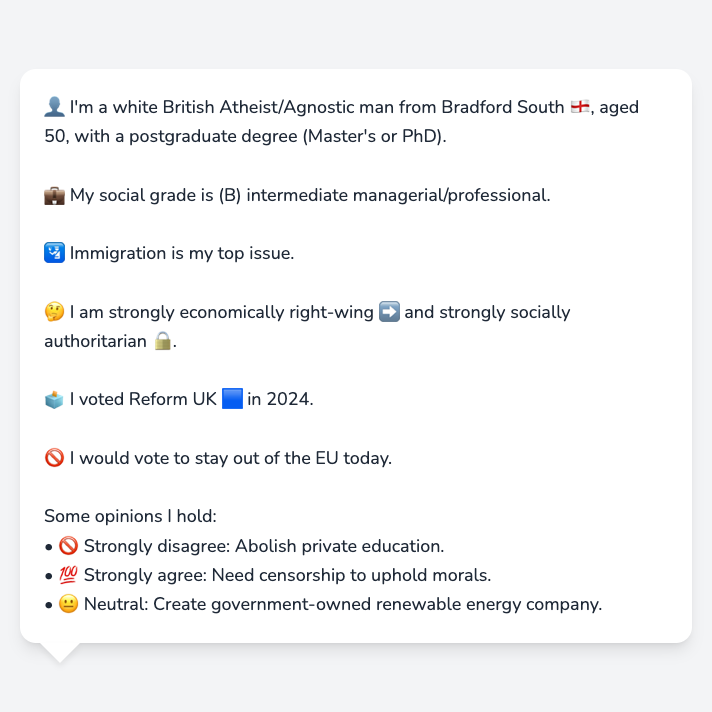 👤 I'm a white British Atheist/Agnostic man from Bradford South 🏴󠁧󠁢󠁥󠁮󠁧󠁿, aged
50, with a postgraduate degree (Master's or PhD).
💼 My social grade is (B) intermediate managerial/professional.
🛂 Immigration is my top issue.
🤔 I am strongly economically right-wing ➡️ and strongly socially
authoritarian 🔒.
🗳️ I voted Reform UK 🟦 in 2024.
🚫 I would vote to stay out of the EU today.
Some opinions I hold:
• 🚫 Strongly disagree: Abolish private education.
• 💯 Strongly agree: Need censorship to uphold morals.
• 😐 Neutral: Create government-owned renewable energy company.